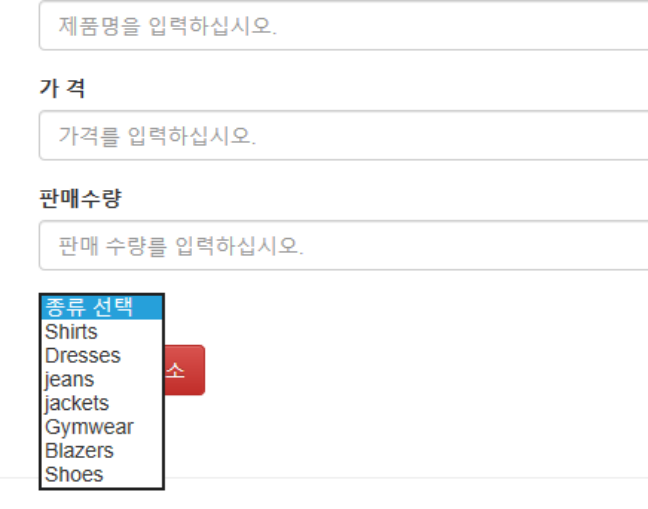 제품명을 입력하십시오.
가 격
가격를 입력하십시오.
판매수량
판매 수량를 입력하십시오.
종류 선택
Shirts
Dresses
jeans
jackets
Gymwear
Blazers
Shoes
소